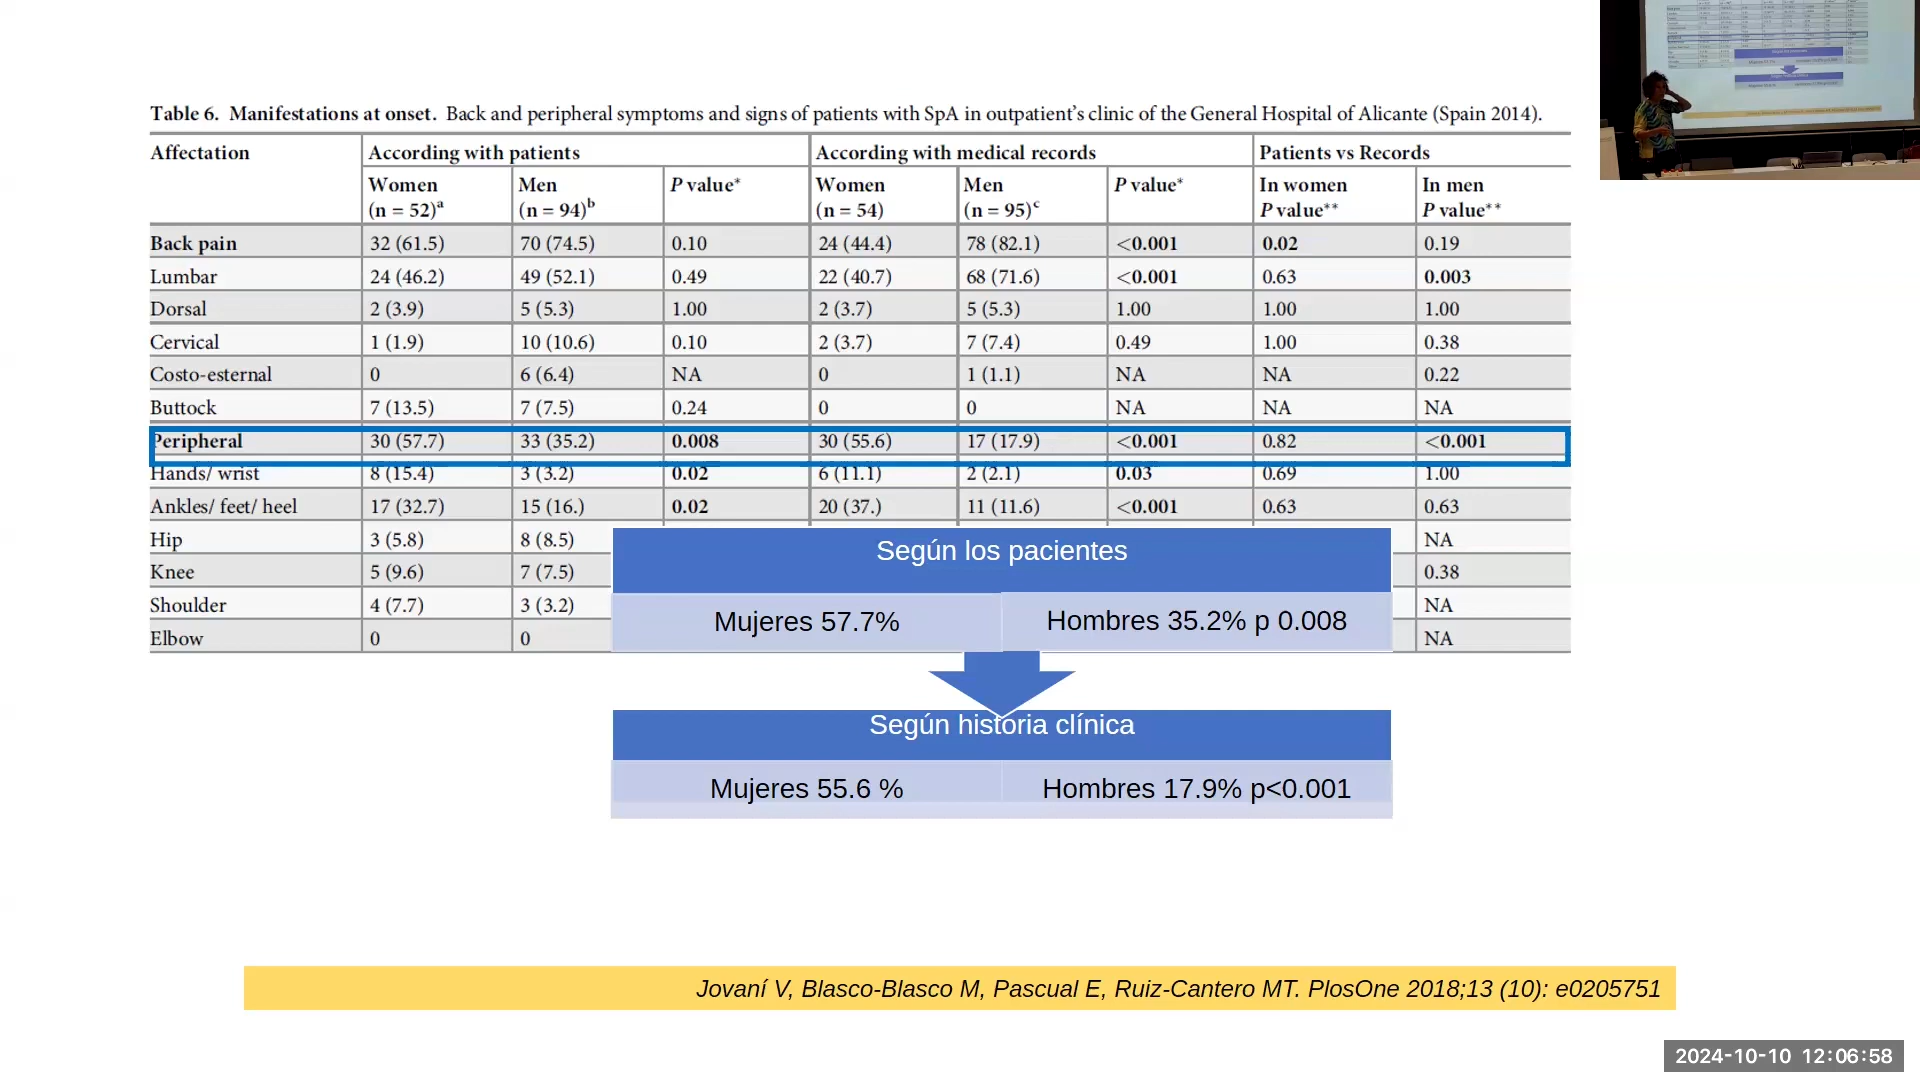 Table 6. Manifestations at onset. Back and peripheral symptoms and signs of patients with SpA in outpatient's clinic of the General Hospital of Alicante (Spain 2014).
Affectation According with patients According with medical records Patients vs Records
Women (n = 52)a Men (n = 94)b P value* Women (n = 54) Men (n = 95)c P value* In women P value** In men P value**
Back pain 32 (61.5) 70 (74.5) 0.10 24 (44.4) 78 (82.1) <0.001 0.02 0.19
Lumbar 24 (46.2) 49 (52.1) 0.49 22 (40.7) 68 (71.6) <0.001 0.63 0.003
Dorsal 2 (3.9) 5 (5.3) 1.00 2 (3.7) 5 (5.3) 1.00 1.00 1.00
Cervical 1 (1.9) 10 (10.6) 0.10 2 (3.7) 7 (7.4) 0.49 1.00 0.38
Costo-esternal 0 6 (6.4) NA 0 1 (1.1) NA NA 0.22
Buttock 7 (13.5) 7 (7.5) 0.24 0 0 NA NA NA
Peripheral 30 (57.7) 33 (35.2) 0.008 30 (55.6) 17 (17.9) <0.001 0.82 <0.001
Hands/ wrist 8 (15.4) 3 (3.2) 0.02 6 (11.1) 2 (2.1) 0.03 0.69 1.00
Ankles/ feet/ heel 17 (32.7) 15 (16.) 0.02 20 (37.) 11 (11.6) <0.001 0.63 0.63
Hip 3 (5.8) 8 (8.5) NA
Knee 5 (9.6) 7 (7.5) 0.38
Shoulder 4 (7.7) 3 (3.2) NA
Elbow 0 0 NA
Según los pacientes
Mujeres 57.7% Hombres 35.2% p 0.008
Según historia clínica
Mujeres 55.6 % Hombres 17.9% p<0.001
Jovaní V, Blasco-Blasco M, Pascual E, Ruiz-Cantero MT. PlosOne 2018;13 (10): e0205751
2024-10-10 12:06:58